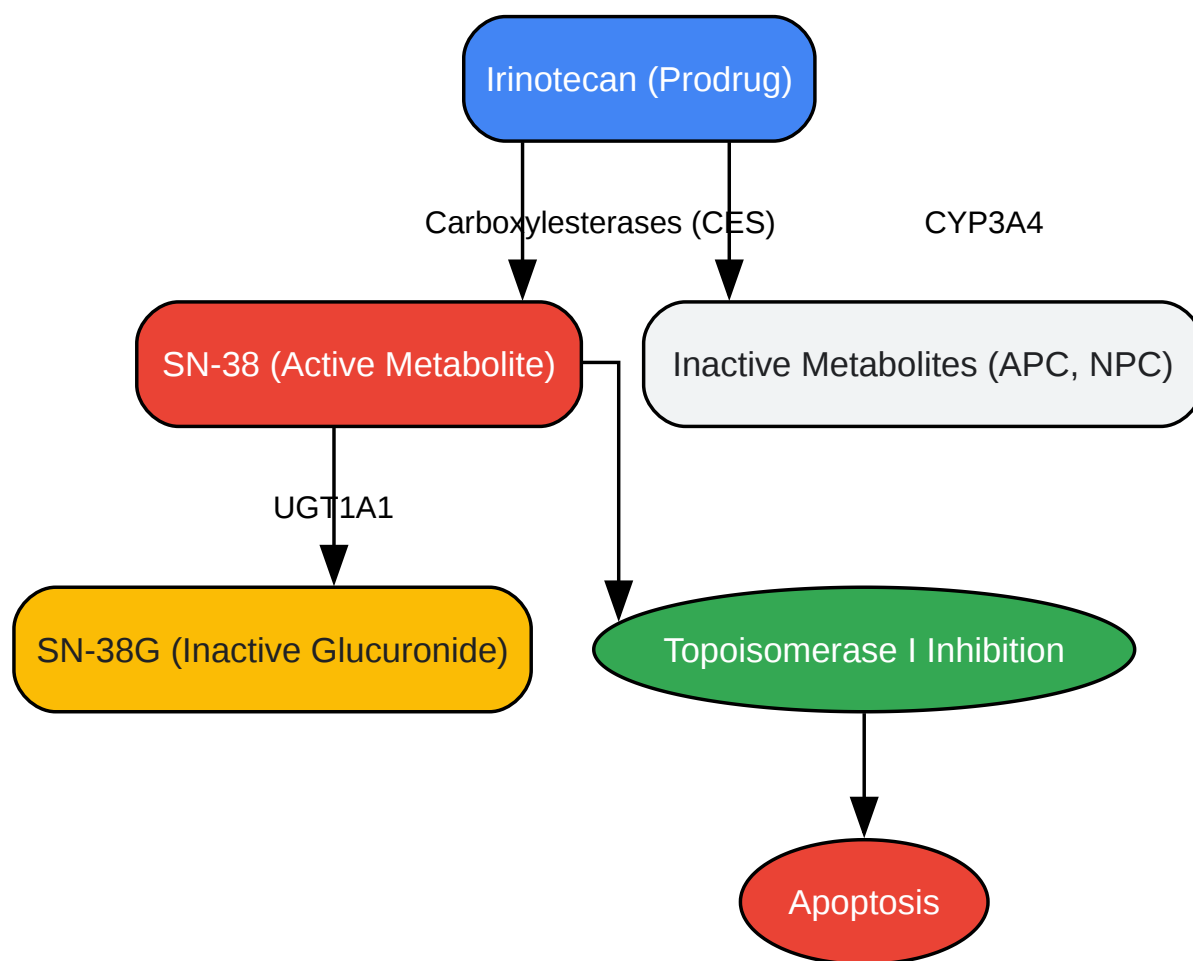 Irinotecan (Prodrug)
Carboxylesterases (CES)
CYP3A4
SN-38 (Active Metabolite)
Inactive Metabolites (APC, NPC)
UGT1A1
SN-38G (Inactive Glucuronide)
Topoisomerase I Inhibition
Apoptosis